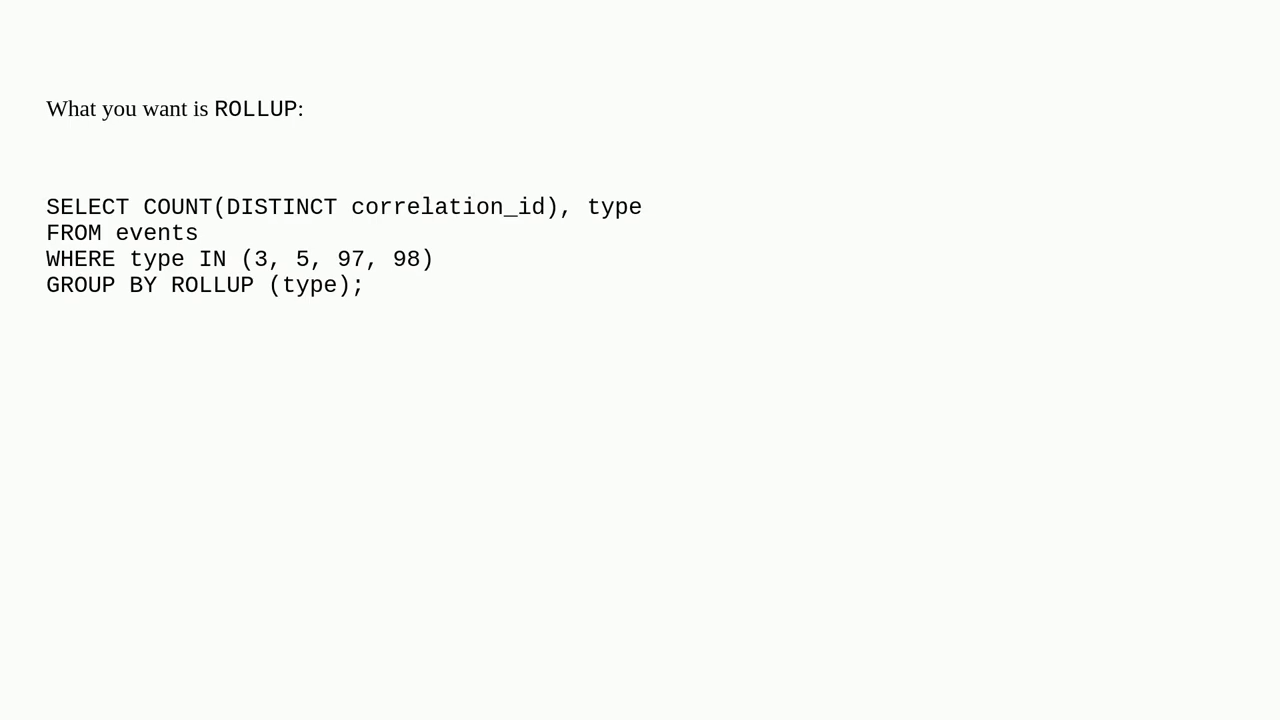 What you want is ROLLUP:
SELECT COUNT(DISTINCT correlation_id), type
FROM events
WHERE type IN (3, 5, 97, 98)
GROUP BY ROLLUP (type);